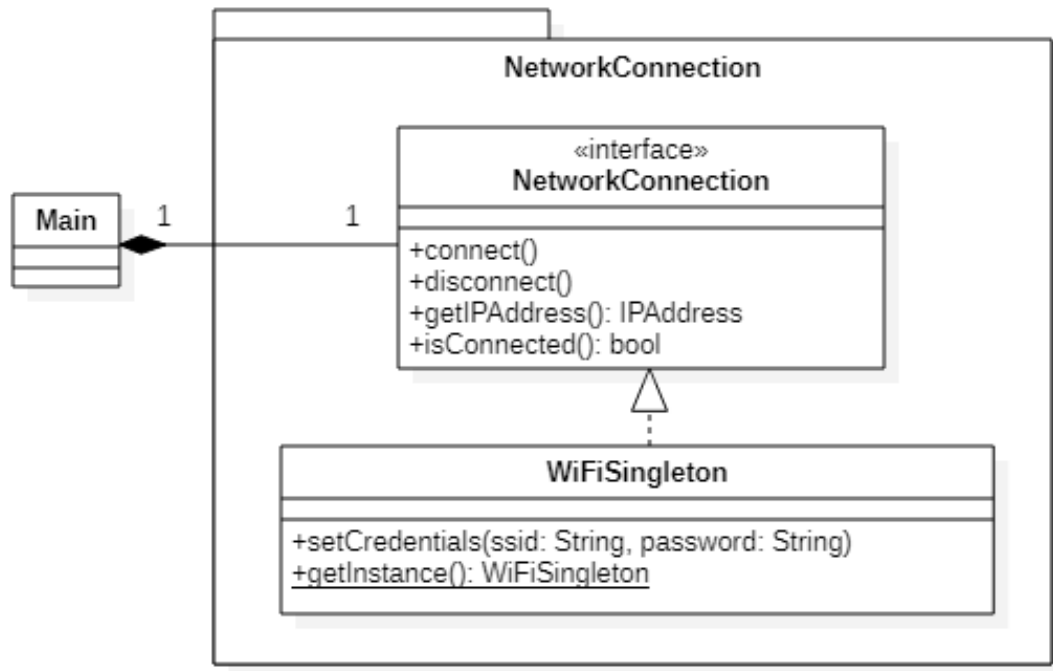 NetworkConnection
«interface»
NetworkConnection
Main
1
1
+connect()
+disconnect()
+getIPAddress(): IPAddress
+isConnected(): bool
WiFiSingleton
+setCredentials(ssid: String, password: String)
+getInstance(): WiFiSingleton